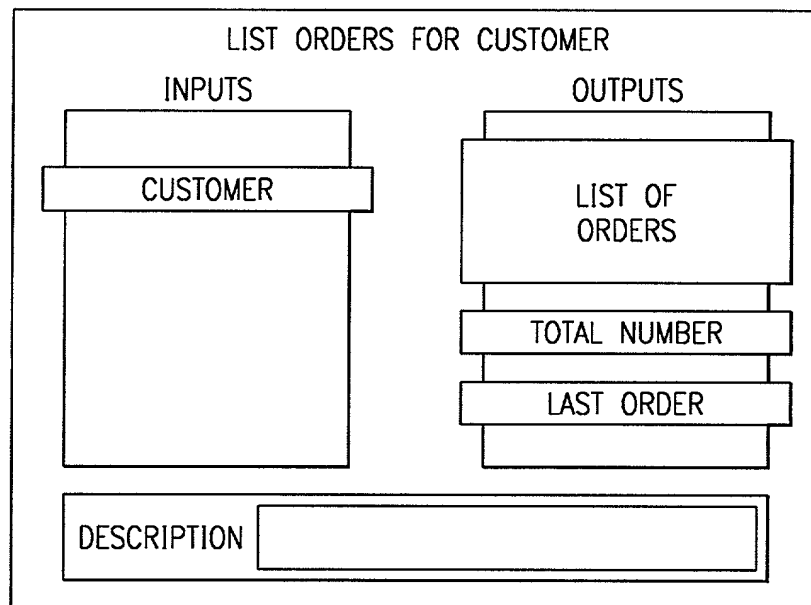 LIST ORDERS FOR CUSTOMER
INPUTS
CUSTOMER
OUTPUTS
LIST OF
ORDERS
TOTAL NUMBER
LAST ORDER
DESCRIPTION